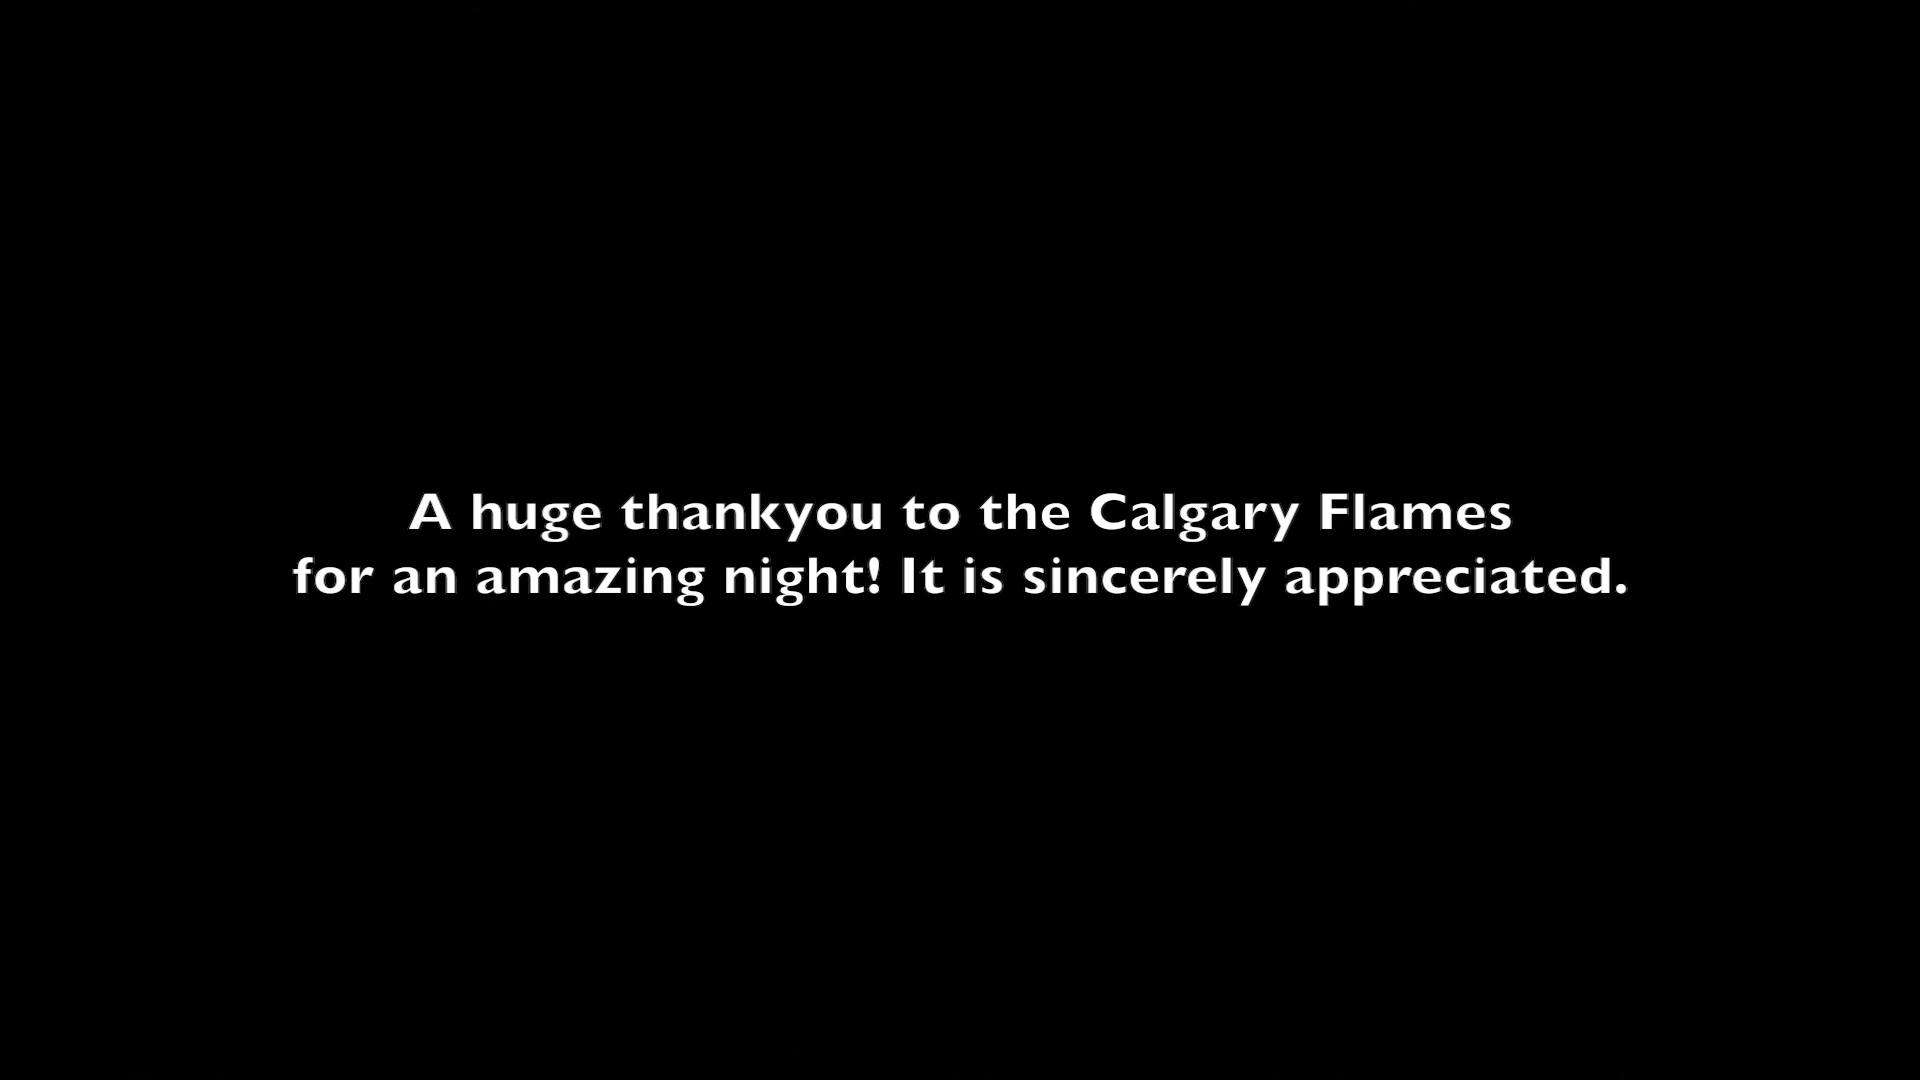 A huge thankyou to the Calgary Flames
for an amazing night! It is sincerely appreciated.